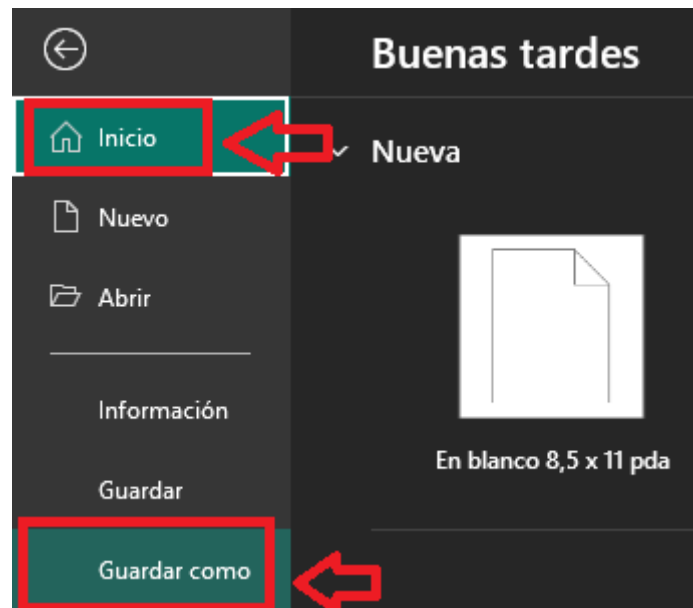 Buenas tardes
Inicio
Nueva
Nuevo
Abrir
Información
En blanco 8,5 x 11 pda
Guardar
Guardar como